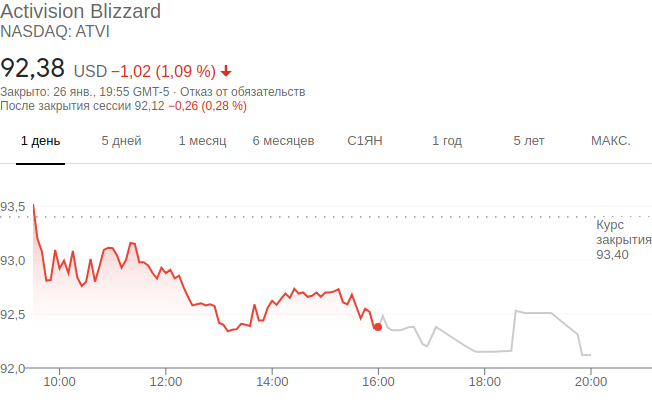 Activision Blizzard
NASDAQ: ATVI
92,38 USD −1,02 (1,09 %)
Закрыто: 26 янв., 19:55 GMT-5 · Отказ от обязательств
После закрытия сессии 92,12 −0,26 (0,28 %)
1 день 5 дней 1 месяц 6 месяцев С1ЯН 1 год 5 лет МАКС.
93,5
Курс
закрытия
93,40
93,0
92,5
92,0
10:00 12:00 14:00 16:00 18:00 20:00